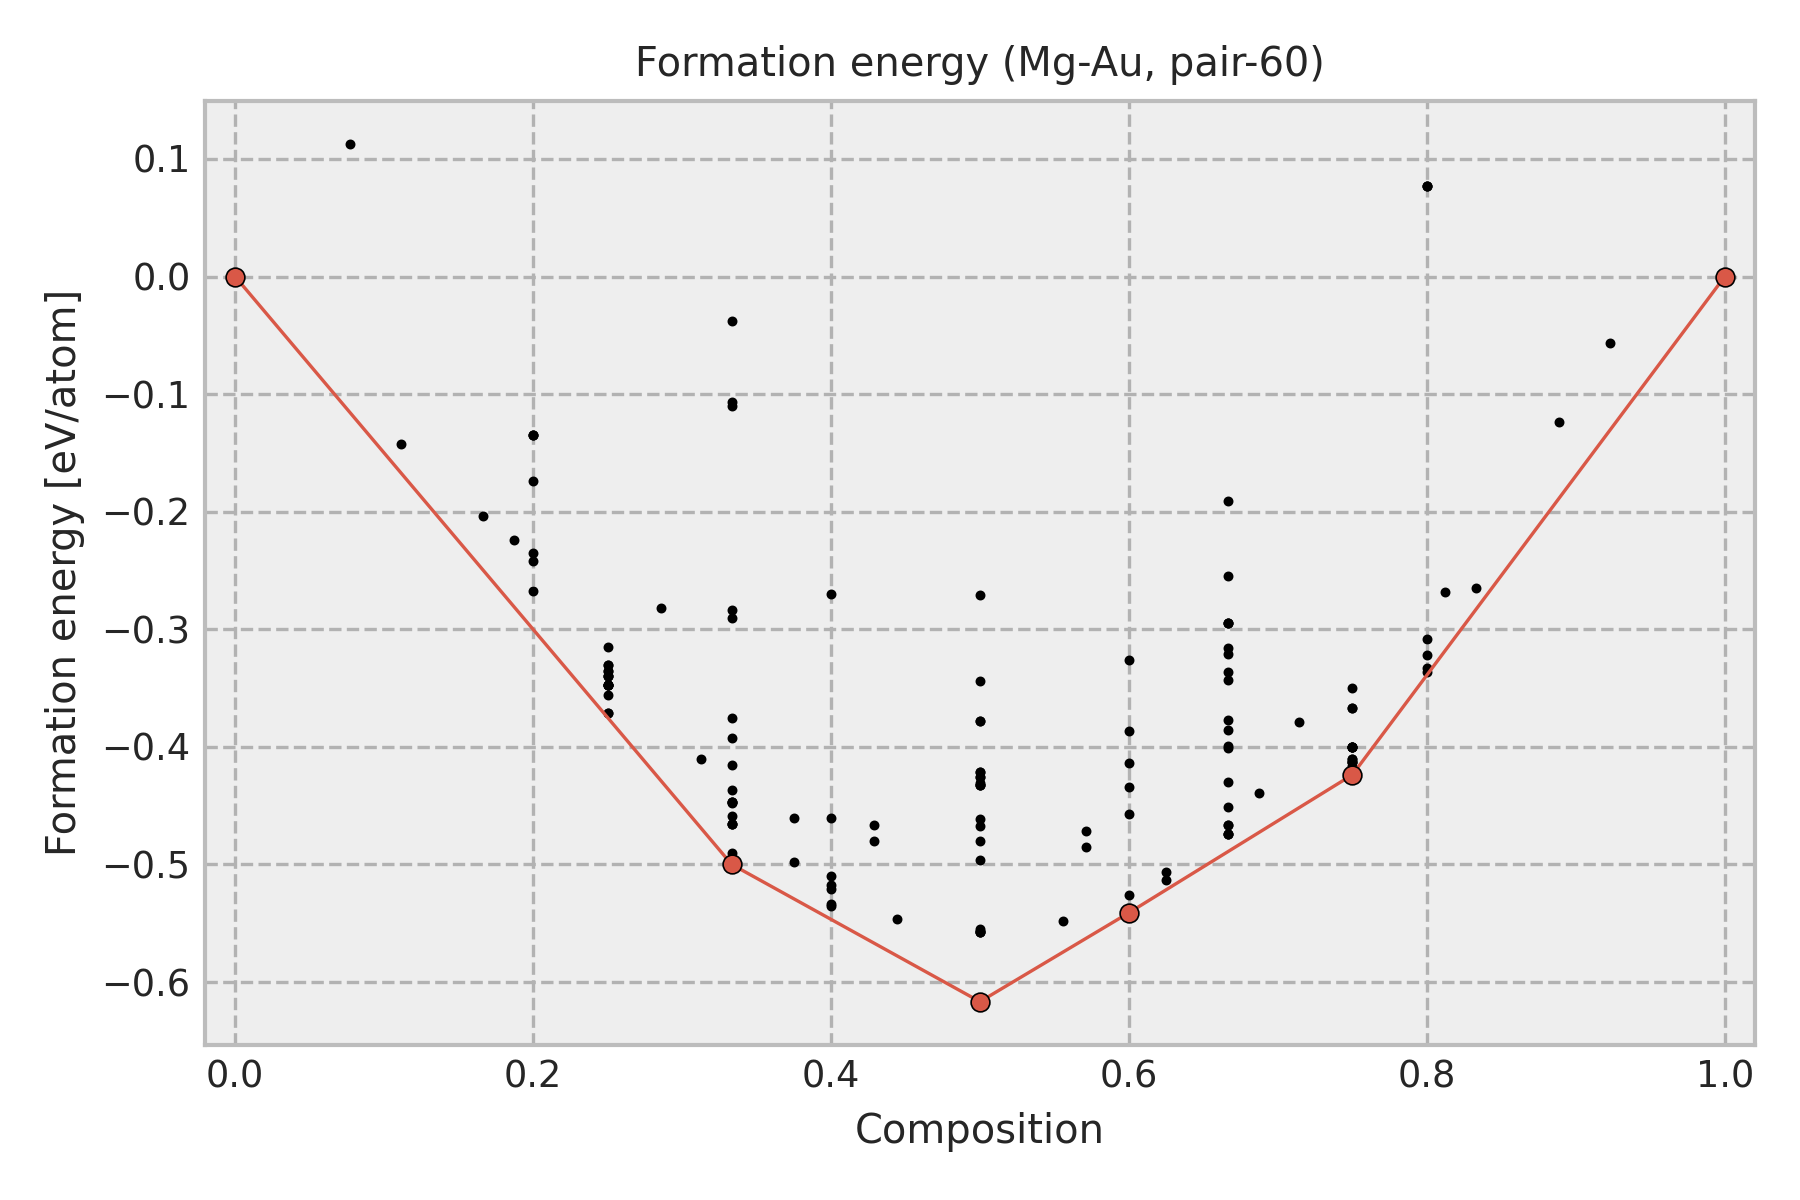 Formation energy (Mg-Au, pair-60)
Formation energy [eV/atom]
0.1
0.0
−0.1
−0.2
−0.3
−0.4
−0.5
−0.6
0.0 0.2 0.4 0.6 0.8 1.0
Composition